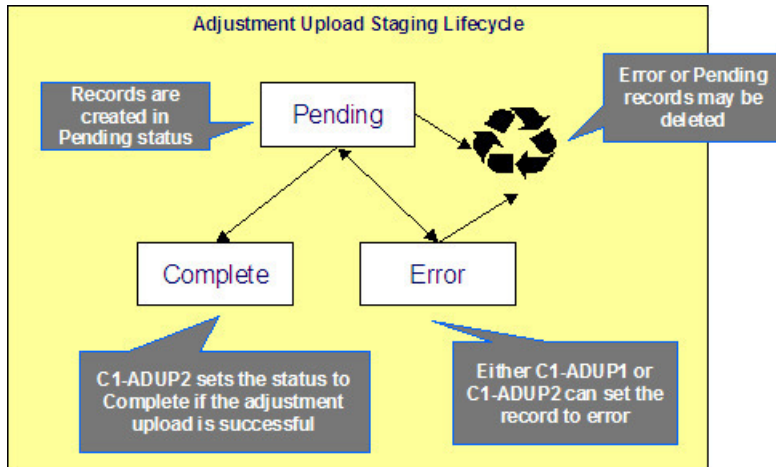 Adjustment Upload Staging Lifecycle
Records are
created in
Pending status
Pending
Error or Pending
records may be
deleted
Complete
Error
C1-ADUP2 sets the status to
Complete if the adjustment
upload is successful
Either C1-ADUP1 or
C1-ADUP2 can set the
record to error